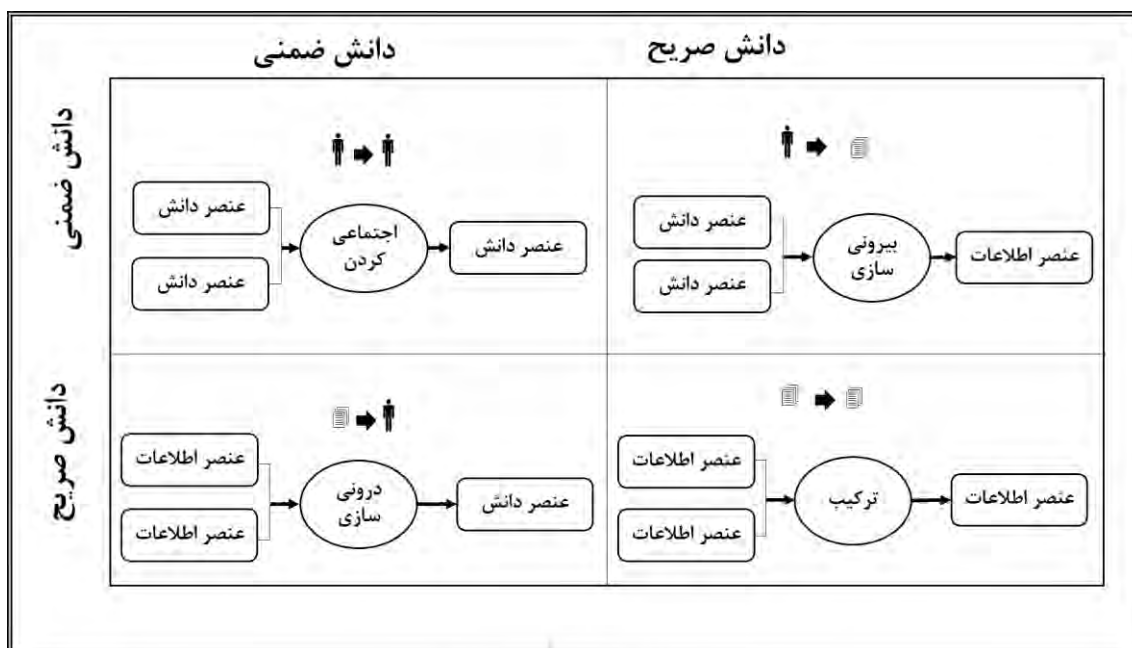 دانش صریح
دانش ضمنی
دانش ضمنی
عنصر دانش
بیرونی
سازی
عنصر اطلاعات
عنصر دانش
عنصر دانش
اجتماعی
کردن
عنصر دانش
عنصر دانش
دانش صریح
عنصر اطلاعات
ترکیب
عنصر اطلاعات
عنصر اطلاعات
عنصر اطلاعات
درونی
سازی
عنصر دانش
عنصر اطلاعات